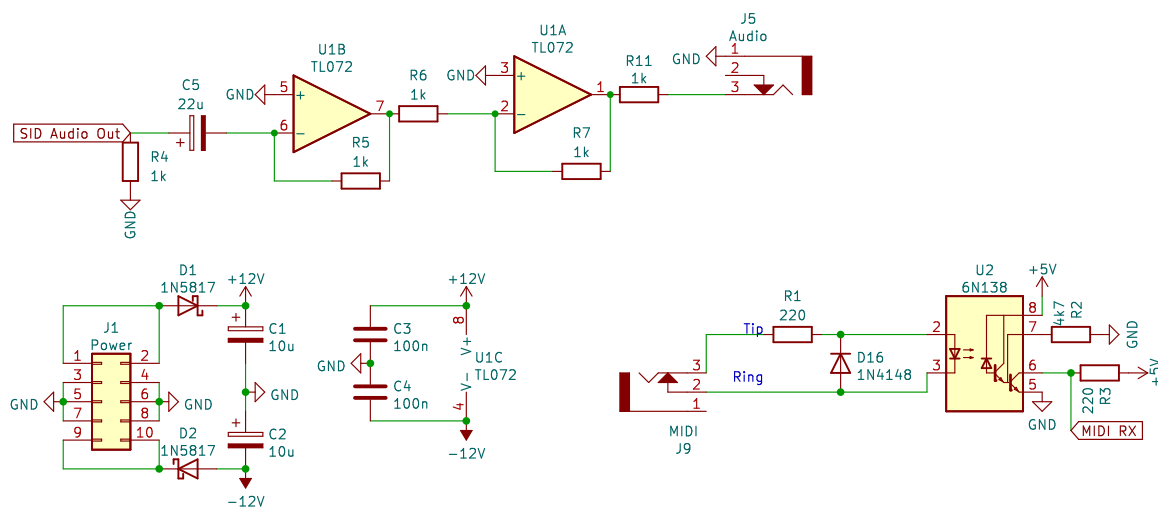 J5
Audio
GND
1
2
3
U1A
TL072
GND
3
+
2
−
1
R11
1k
U1B
TL072
GND
5
+
6
−
7
R6
1k
R7
1k
C5
22u
+
SID Audio Out
R4
1k
GND
R5
1k
D1
1N5817
+12V
J1
Power
1
2
3
4
5
6
7
8
9
10
GND
GND
+
C1
10u
GND
+
C2
10u
D2
1N5817
-12V
+12V
8
V+
C3
100n
GND
U1C
TL072
C4
100n
V-
4
-12V
U2
6N138
+5V
R1
220
Tip
D16
1N4148
Ring
3
2
1
MIDI
J9
2
3
8
7
6
5
4k7
R2
GND
220
R3
+5V
GND
MIDI RX